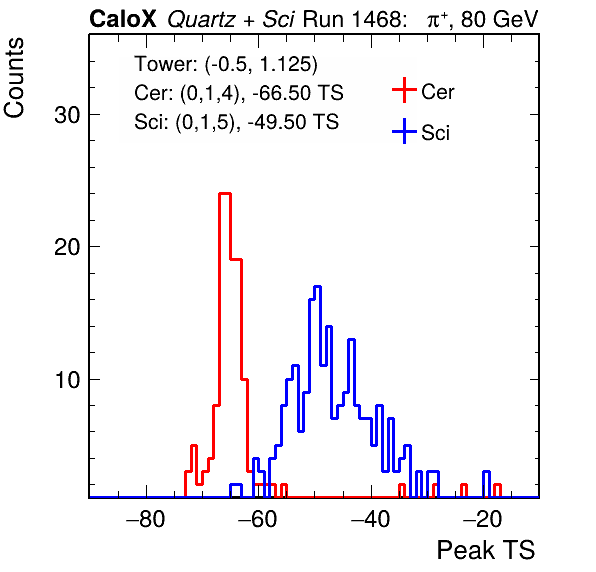 CaloX Quartz + Sci Run 1468: π⁺, 80 GeV
Counts
Tower: (-0.5, 1.125)
Cer: (0,1,4), -66.50 TS
Sci: (0,1,5), -49.50 TS
Cer
Sci
30
20
10
−80 −60 −40 −20
Peak TS